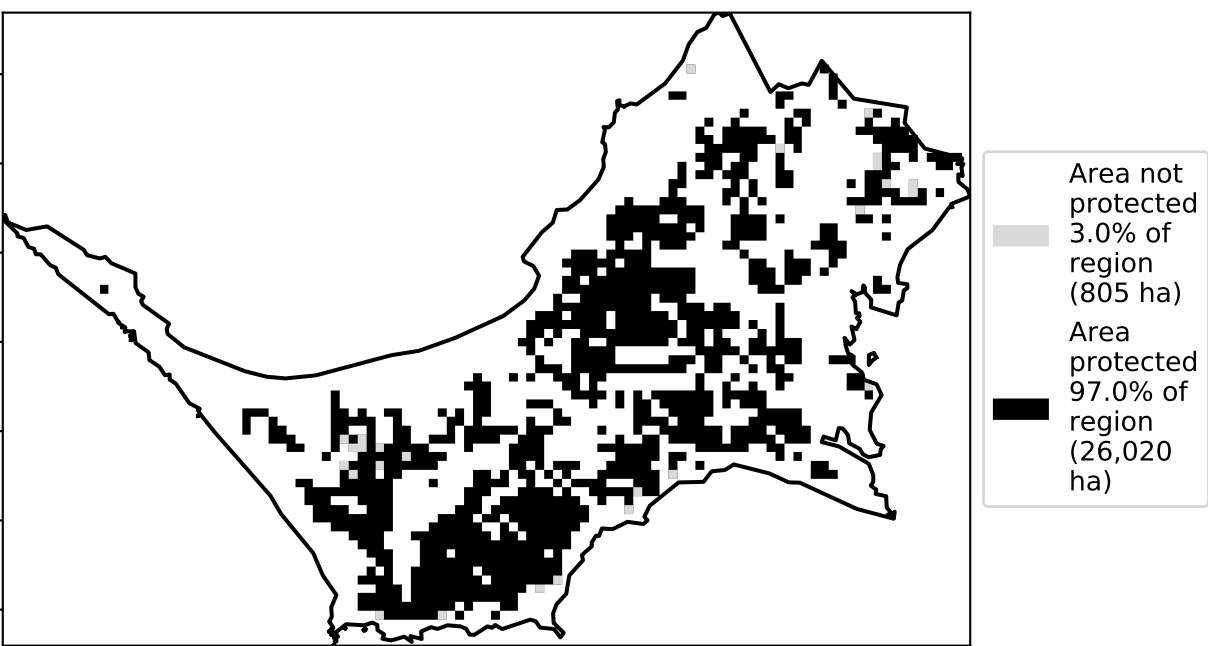 Area not
protected
3.0% of
region
(805 ha)
Area
protected
97.0% of
region
(26,020
ha)